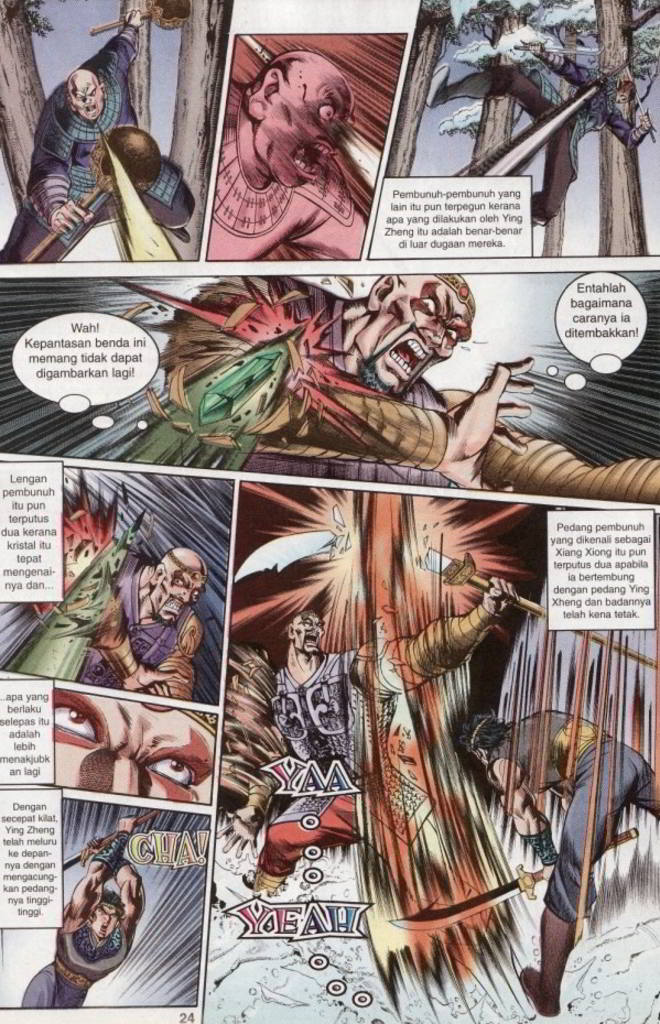 Pembunuh-pembunuh yang
lain itu pun terpegun kerana
apa yang dilakukan oleh Ying
Zheng itu adalah benar-benar
di luar dugaan mereka.
Wah!
Kepantasan benda ini
memang tidak dapat
digambarkan lagi!
Entahlah
bagaimana
caranya ia
ditembakkan!
Lengan
pembunuh
itu pun
terputus
dua kerana
kristal itu
tepat
mengenai-
nya dan...
..apa yang
berlaku
selepas itu
adalah
lebih
menakjubk
an lagi
Dengan
secepat kilat,
Ying Zheng
telah meluru
ke depan-
nya dengan
mengacung-
kan pedang-
nya tinggi-
tinggi.
CHA!
Pedang pembunuh
yang dikenali sebagai
Xiang Xiong itu pun
terputus dua apabila
ia bertembung
dengan pedang Ying
Xheng dan badannya
telah kena tetak.
YAA
YEAH
24